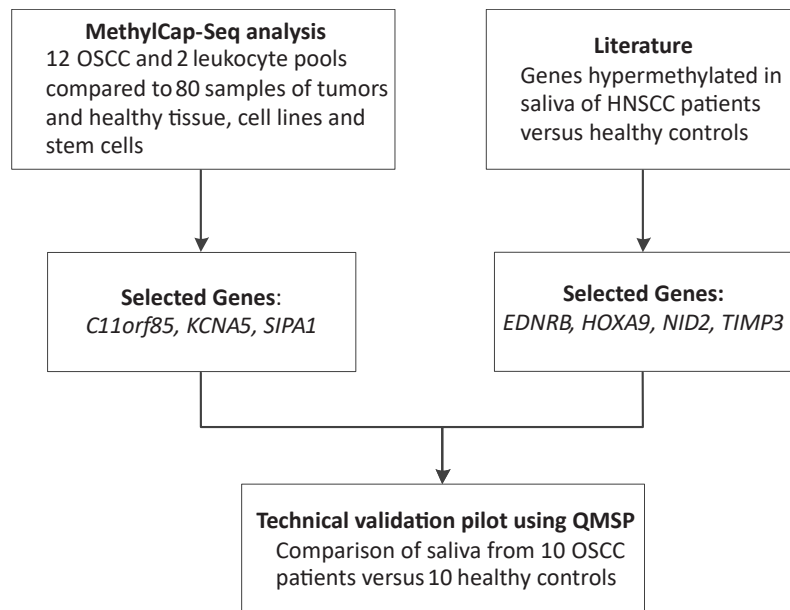 MethylCap-Seq analysis
12 OSCC and 2 leukocyte pools
compared to 80 samples of tumors
and healthy tissue, cell lines and
stem cells
Literature
Genes hypermethylated in
saliva of HNSCC patients
versus healthy controls
Selected Genes:
C11orf85, KCNA5, SIPA1
Selected Genes:
EDNRB, HOXA9, NID2, TIMP3
Technical validation pilot using QMSP
Comparison of saliva from 10 OSCC
patients versus 10 healthy controls